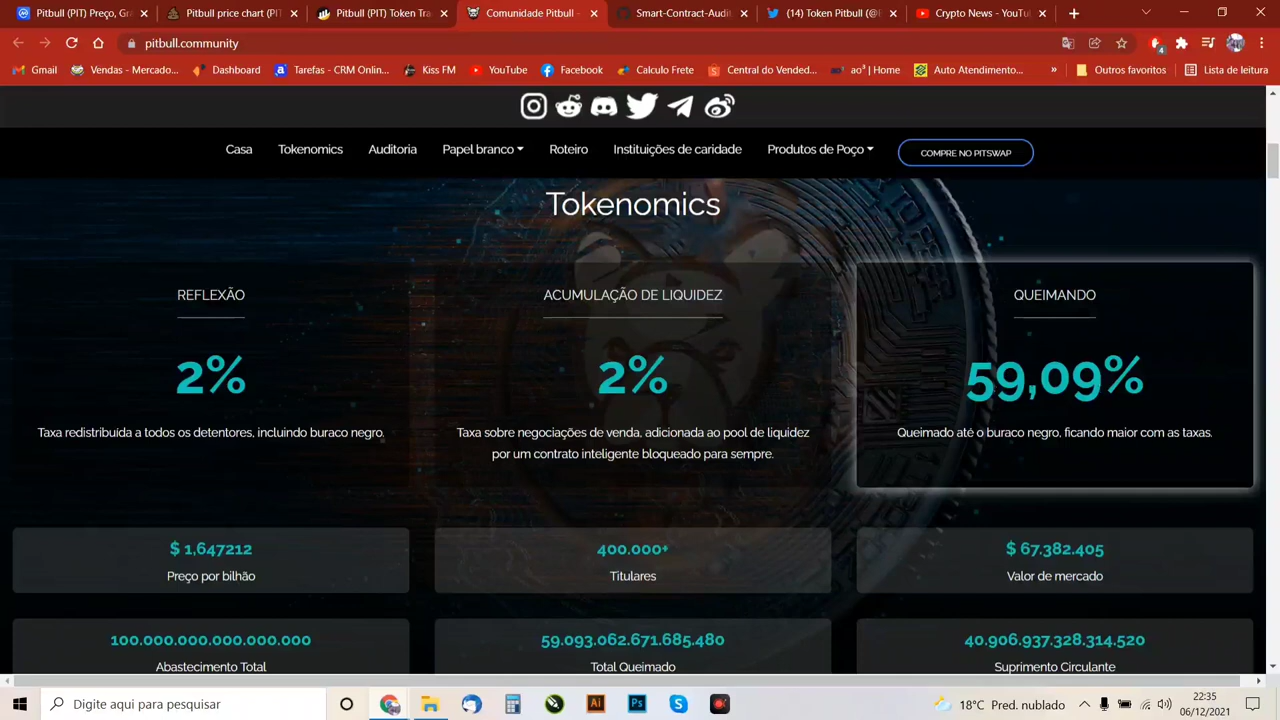 Pitbull (PIT) Preço, Grá
Pitbull price chart (PI
Pitbull (PIT) Token Tra
Comunidade Pitbull -
Smart-Contract-Audit
(14) Token Pitbull (@
Crypto News - YouTu
pitbull.community
4
Gmail
Vendas - Mercado...
Dashboard
Tarefas - CRM Onlin...
Kiss FM
YouTube
Facebook
Calculo Frete
Central do Vended...
ao³ | Home
Auto Atendimento...
»
Outros favoritos
Lista de leitura
Casa
Tokenomics
Auditoria
Papel branco
Roteiro
Instituições de caridade
Produtos de Poço
COMPRE NO PITSWAP
Tokenomics
REFLEXÃO
2%
Taxa redistribuída a todos os detentores, incluindo buraco negro.
ACUMULAÇÃO DE LIQUIDEZ
2%
Taxa sobre negociações de venda, adicionada ao pool de liquidez
por um contrato inteligente bloqueado para sempre.
QUEIMANDO
59,09%
Queimado até o buraco negro, ficando maior com as taxas.
$ 1,647212
Preço por bilhão
400.000+
Titulares
$ 67.382.405
Valor de mercado
100.000.000.000.000.000
Abastecimento Total
59.093.062.671.685.480
Total Queimado
40.906.937.328.314.520
Suprimento Circulante
Digite aqui para pesquisar
Ai
Ps
18°C Pred. nublado
22:35
06/12/2021